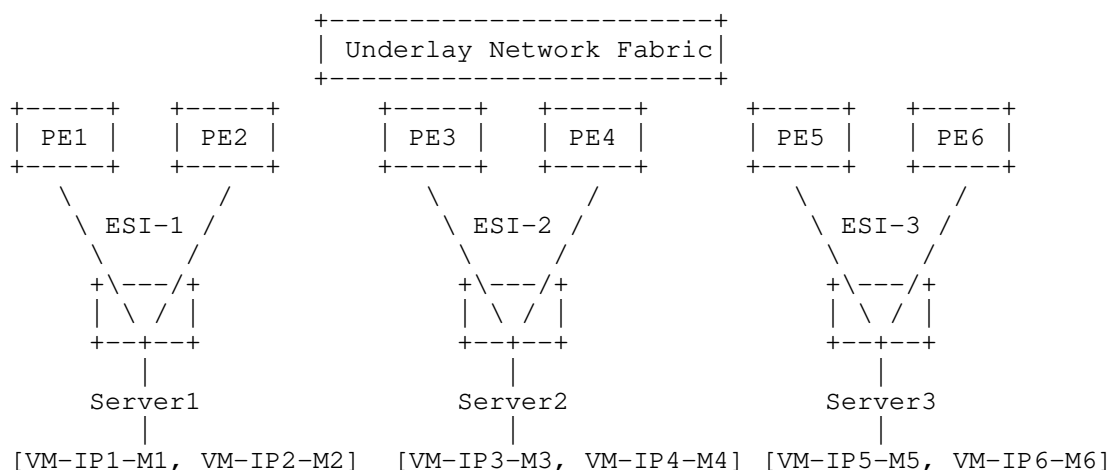 Underlay Network Fabric
PE1 PE2 PE3 PE4 PE5 PE6
ESI-1 ESI-2 ESI-3
Server1 Server2 Server3
[VM-IP1-M1, VM-IP2-M2] [VM-IP3-M3, VM-IP4-M4] [VM-IP5-M5, VM-IP6-M6]